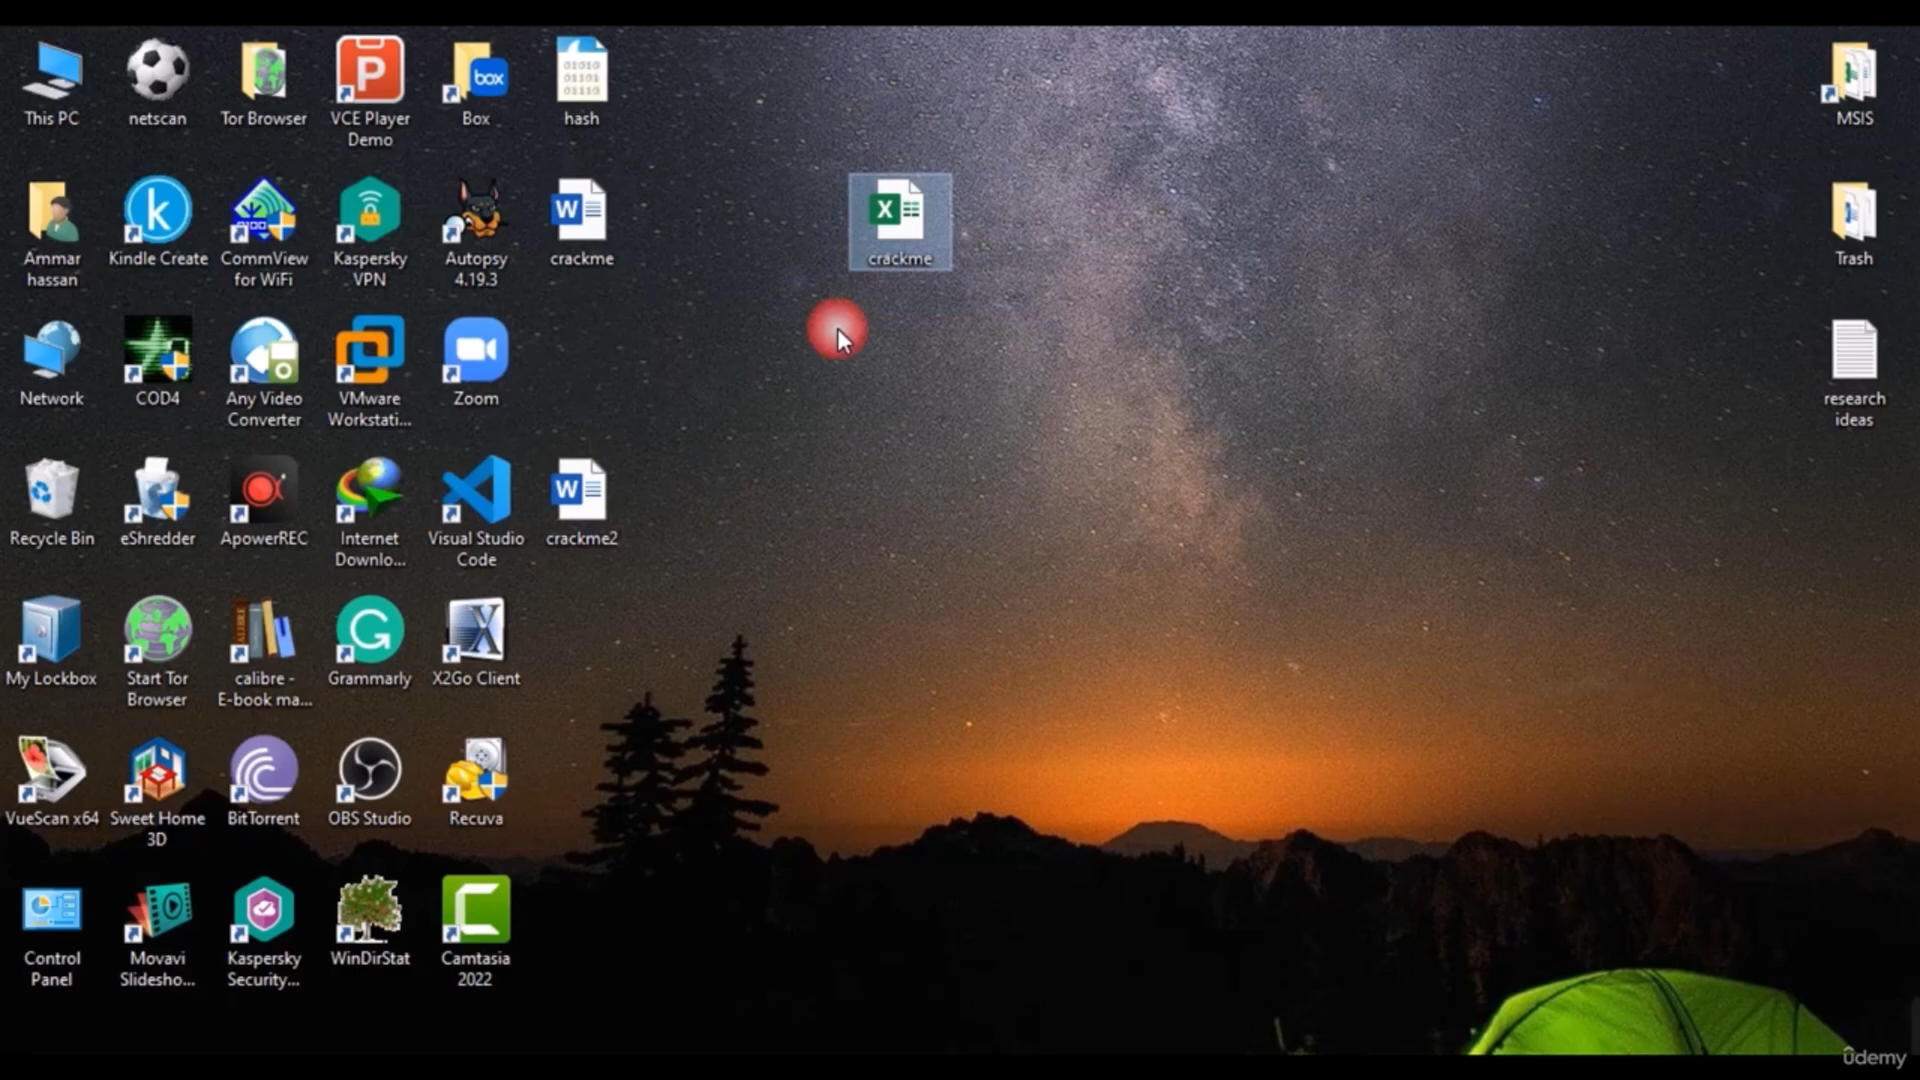 This PC
netscan
Tor Browser
VCE Player
Demo
Box
box
hash
MSIS
Ammar
hassan
Kindle Create
CommView
for WiFi
Kaspersky
VPN
Autopsy
4.19.3
crackme
crackme
Trash
Network
COD4
Any Video
Converter
VMware
Workstati...
Zoom
research
ideas
Recycle Bin
eShredder
ApowerREC
Internet
Downlo...
Visual Studio
Code
crackme2
My Lockbox
Start Tor
Browser
calibre -
E-book ma...
Grammarly
X2Go Client
VueScan x64
Sweet Home
3D
BitTorrent
OBS Studio
Recuva
Control
Panel
Movavi
Slidesho...
Kaspersky
Security...
WinDirStat
Camtasia
2022
ûdemy